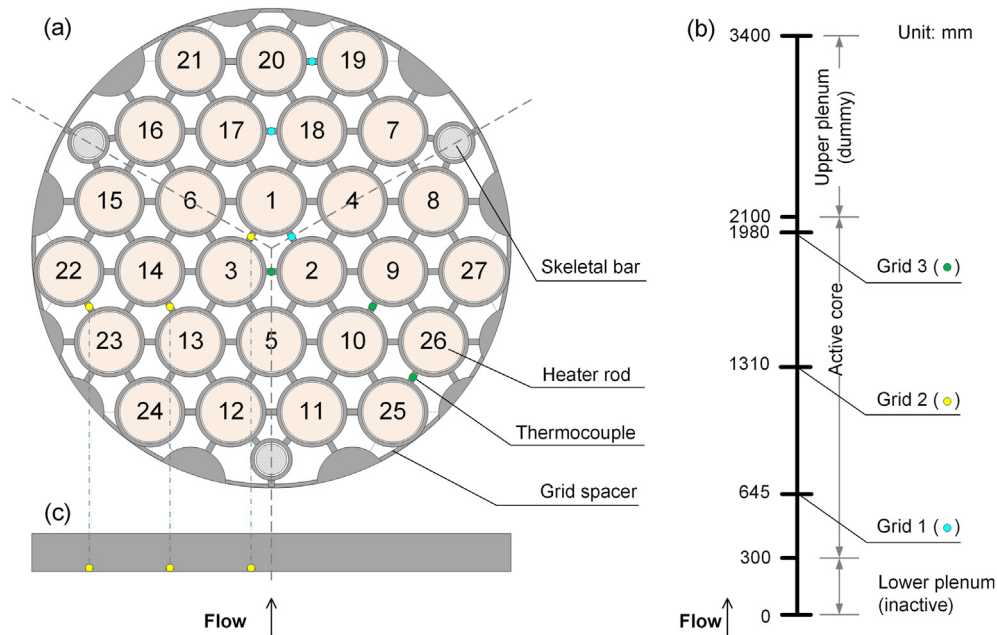 (a)
21 20 19
16 17 18 7
15 6 1 4 8
22 14 3 2 9 27
23 13 5 10 26
24 12 11 25
Skeletal bar
Heater rod
Thermocouple
Grid spacer
(c)
Flow
(b)
Unit: mm
3400
2100
1980
1310
645
300
0
Upper plenum
(dummy)
Active core
Grid 3 ( )
Grid 2 ( )
Grid 1 ( )
Lower plenum
(inactive)
Flow